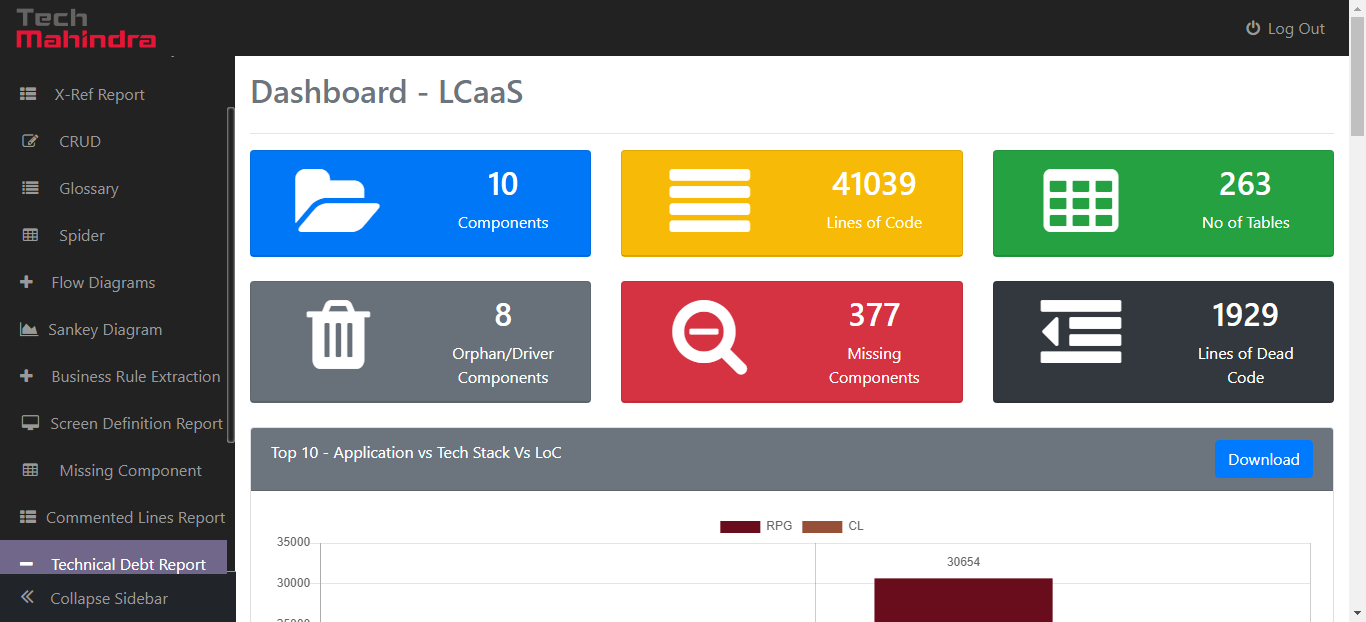 Tech
Mahindra
Log Out
X-Ref Report
CRUD
Glossary
Spider
Flow Diagrams
Sankey Diagram
Business Rule Extraction
Screen Definition Report
Missing Component
Commented Lines Report
Technical Debt Report
Collapse Sidebar
Dashboard - LCaaS
10
Components
41039
Lines of Code
263
No of Tables
8
Orphan/Driver
Components
377
Missing
Components
1929
Lines of Dead
Code
Top 10 - Application vs Tech Stack Vs LoC
Download
RPG
CL
35000
30654
30000